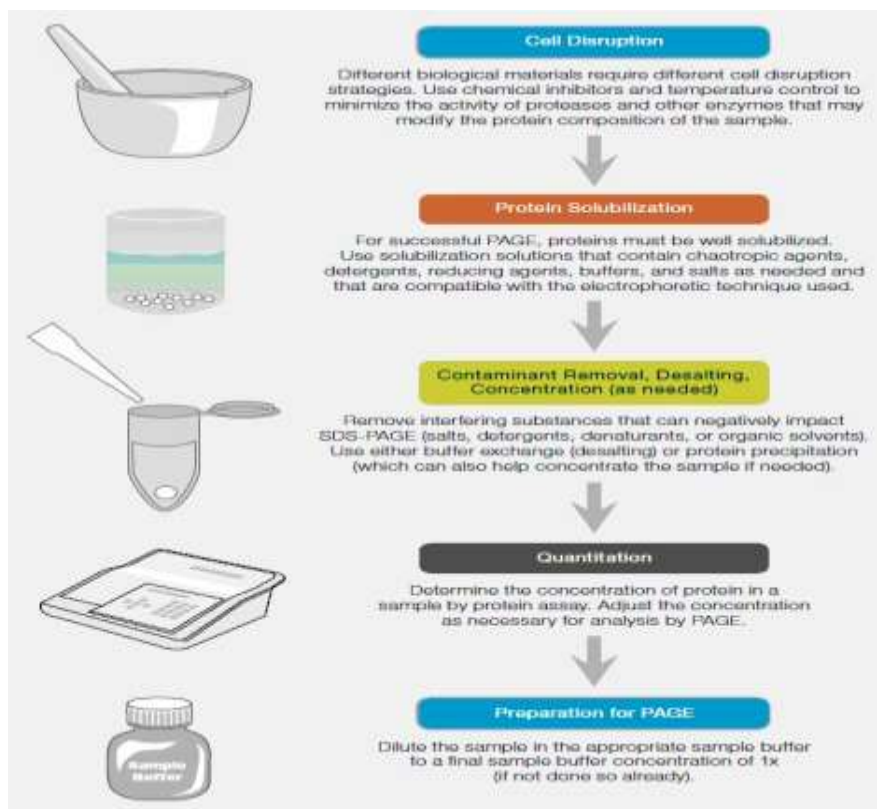 Cell Disruption
Different biological materials require different cell disruption
strategies. Use chemical inhibitors and temperature control to
minimize the activity of proteases and other enzymes that may
modify the protein composition of the sample.
Protein Solubilization
For successful PAGE, proteins must be well solubilized.
Use solubilization solutions that contain chaotropic agents,
detergents, reducing agents, buffers, and salts as needed and
that are compatible with the electrophoretic technique used.
Contaminant Removal, Desalting,
Concentration (as needed)
Remove interfering substances that can negatively impact
SDS-PAGE (salts, detergents, denaturants, or organic solvents).
Use either buffer exchange (desalting) or protein precipitation
(which can also help concentrate the sample if needed).
Quantitation
Determine the concentration of protein in a
sample by protein assay. Adjust the concentration
as necessary for analysis by PAGE.
Preparation for PAGE
Dilute the sample in the appropriate sample buffer
to a final sample buffer concentration of 1x
(if not done so already).
Sample
Buffer